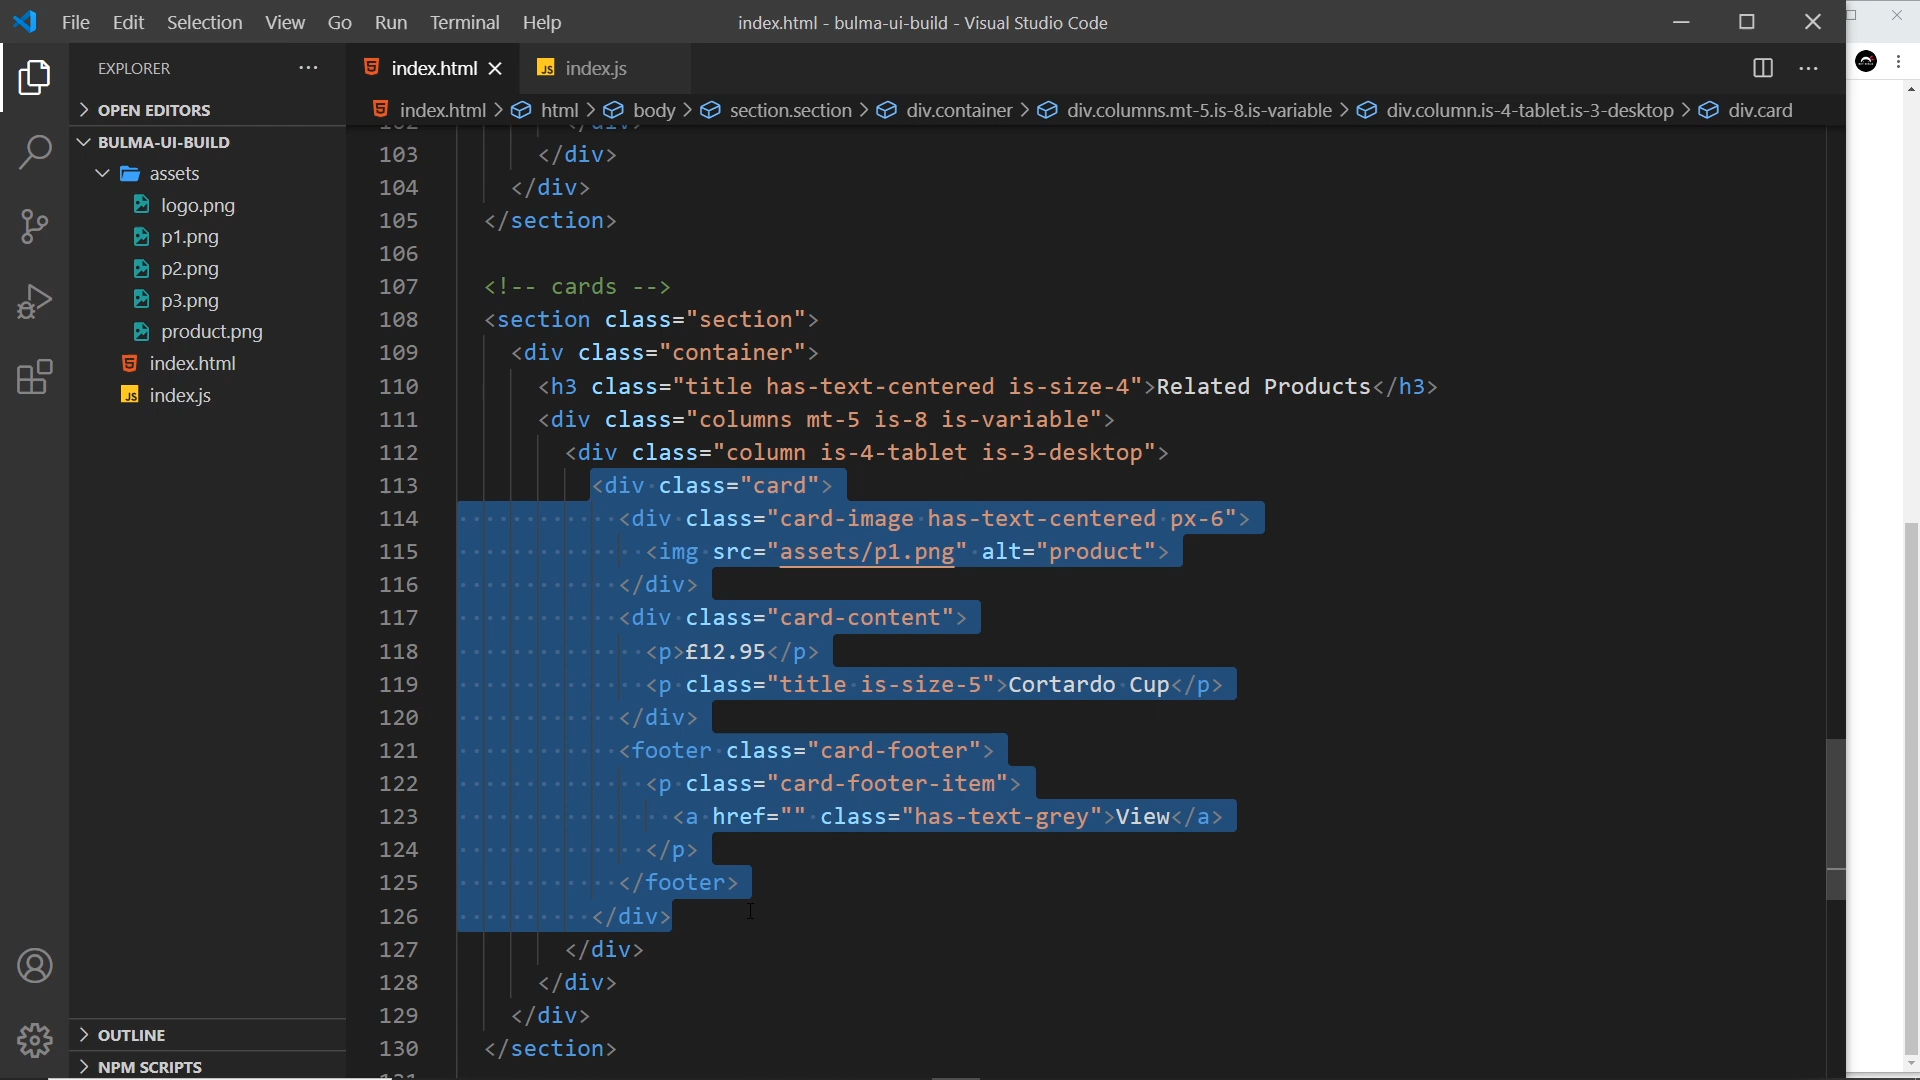 File Edit Selection View Go Run Terminal Help
index.html - bulma-ui-build - Visual Studio Code
EXPLORER
index.html
JS index.js
OPEN EDITORS
index.html > html > body > section.section > div.container > div.columns.mt-5.is-8.is-variable > div.column.is-4-tablet.is-3-desktop > div.card
BULMA-UI-BUILD
assets
logo.png
p1.png
p2.png
p3.png
product.png
index.html
JS index.js
OUTLINE
NPM SCRIPTS
102 </div>
103 </div>
104 </div>
105 </section>
106
107 <!-- cards -->
108 <section class="section">
109 <div class="container">
110 <h3 class="title has-text-centered is-size-4">Related Products</h3>
111 <div class="columns mt-5 is-8 is-variable">
112 <div class="column is-4-tablet is-3-desktop">
113 <div class="card">
114 <div class="card-image has-text-centered px-6">
115 <img src="assets/p1.png" alt="product">
116 </div>
117 <div class="card-content">
118 <p>£12.95</p>
119 <p class="title is-size-5">Cortardo Cup</p>
120 </div>
121 <footer class="card-footer">
122 <p class="card-footer-item">
123 <a href="" class="has-text-grey">View</a>
124 </p>
125 </footer>
126 </div>
127 </div>
128 </div>
129 </div>
130 </section>